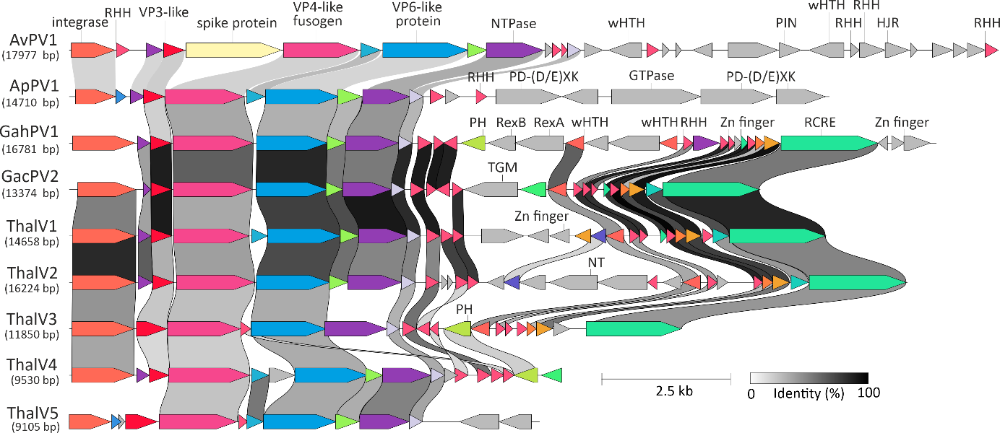 integrase RHH VP3-like spike protein VP4-like fusogen VP6-like protein NTPase wHTH PIN wHTH RHH RHH HJR RHH
AvPV1
(17977 bp)
RHH PD-(D/E)XK GTPase PD-(D/E)XK
ApPV1
(14710 bp)
PH RexB RexA wHTH wHTH RHH Zn finger RCRE Zn finger
GahPV1
(16781 bp)
TGM
GacPV2
(13374 bp)
Zn finger
ThalV1
(14658 bp)
NT
ThalV2
(16224 bp)
PH
ThalV3
(11850 bp)
ThalV4
(9530 bp)
2.5 kb
0 Identity (%) 100
ThalV5
(9105 bp)